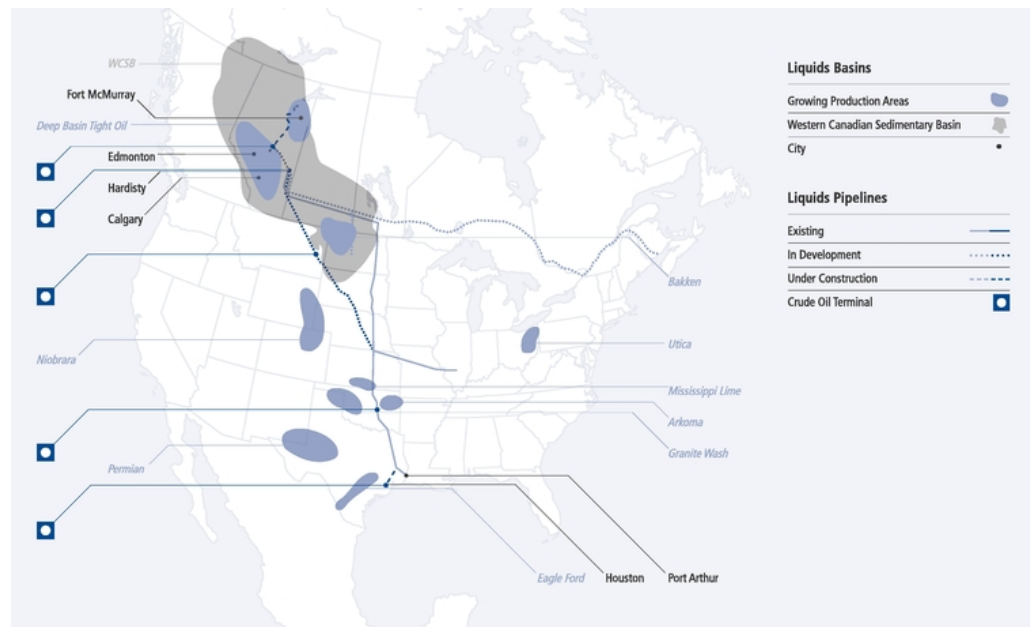 WCSB
Fort McMurray
Deep Basin Tight Oil
Edmonton
Hardisty
Calgary
Niobrara
Permian
Bakken
Utica
Mississippi Lime
Arkoma
Granite Wash
Eagle Ford
Houston
Port Arthur
Liquids Basins
Growing Production Areas
Western Canadian Sedimentary Basin
City
Liquids Pipelines
Existing
In Development
Under Construction
Crude Oil Terminal